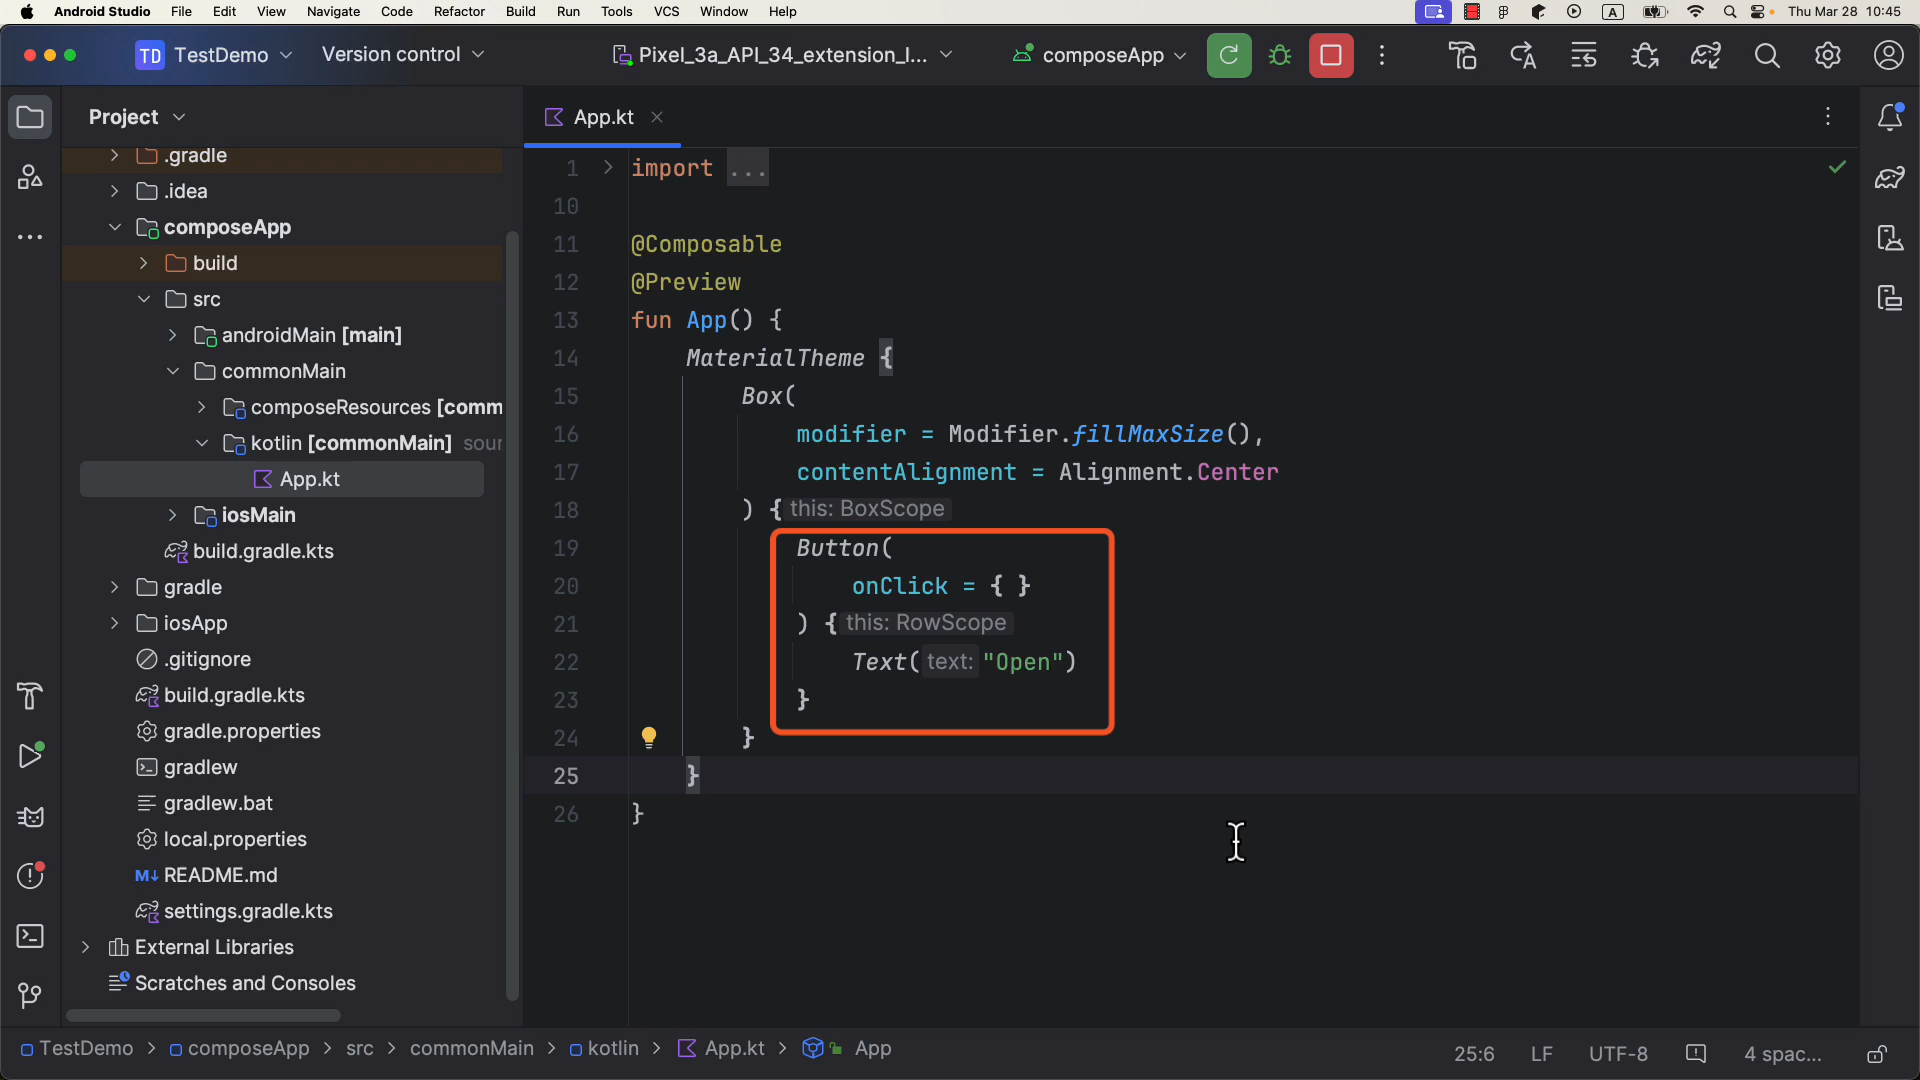 Android Studio File Edit View Navigate Code Refactor Build Run Tools VCS Window Help A Thu Mar 28 10:45
TD TestDemo Version control Pixel_3a_API_34_extension_l... composeApp
Project
App.kt
.gradle
.idea
composeApp
build
src
androidMain [main]
commonMain
composeResources [comm
kotlin [commonMain] sour
App.kt
iosMain
build.gradle.kts
gradle
iosApp
.gitignore
build.gradle.kts
gradle.properties
gradlew
gradlew.bat
local.properties
M↓ README.md
settings.gradle.kts
External Libraries
Scratches and Consoles
1 import ...
10
11 @Composable
12 @Preview
13 fun App() {
14 MaterialTheme {
15 Box(
16 modifier = Modifier.fillMaxSize(),
17 contentAlignment = Alignment.Center
18 ) { this: BoxScope
19 Button(
20 onClick = { }
21 ) { this: RowScope
22 Text( text: "Open")
23 }
24 }
25 }
26 }
TestDemo > composeApp > src > commonMain > kotlin > App.kt > App
25:6 LF UTF-8 4 spac...